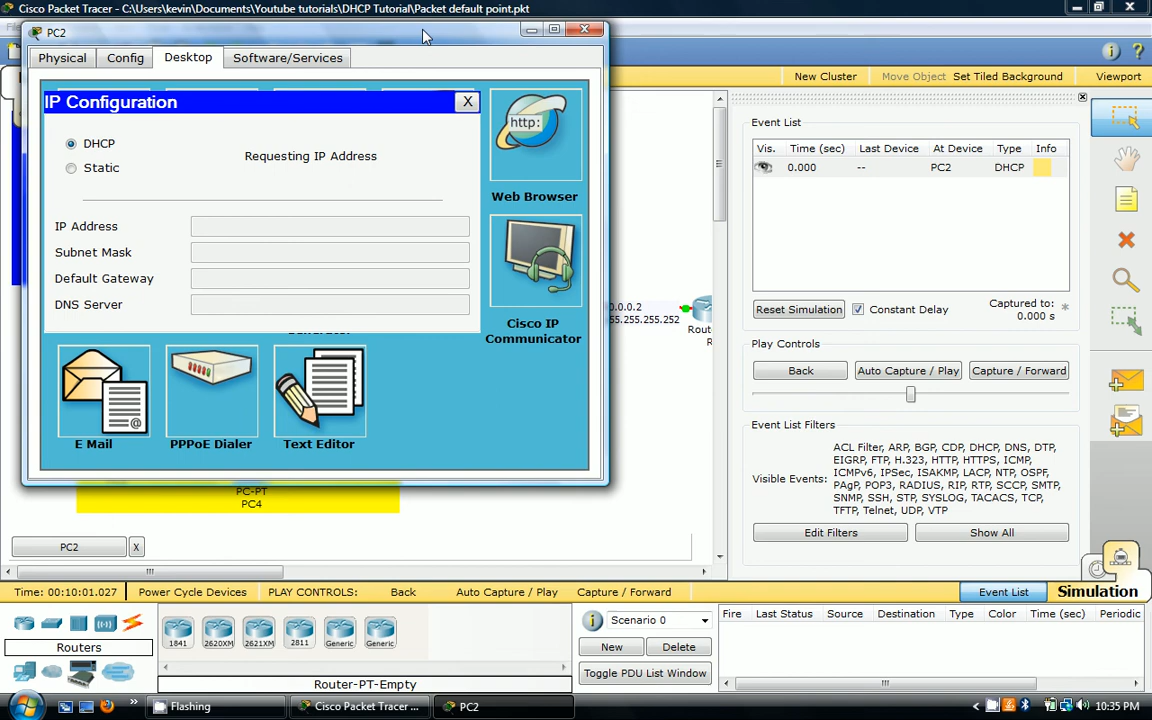 Cisco Packet Tracer - C:\Users\kevin\Documents\Youtube tutorials\DHCP Tutorial\Packet default point.pkt
PC2
Physical Config Desktop Software/Services
New Cluster Move Object Set Tiled Background Viewport
IP Configuration X
DHCP
Static
Requesting IP Address
IP Address
Subnet Mask
Default Gateway
DNS Server
http:
Web Browser
Cisco IP
Communicator
E Mail PPPoE Dialer Text Editor
Event List
Vis. Time (sec) Last Device At Device Type Info
0.000 -- PC2 DHCP
Reset Simulation Constant Delay Captured to:
0.000 s
*
Play Controls
Back Auto Capture / Play Capture / Forward
Event List Filters
Visible Events:
ACL Filter, ARP, BGP, CDP, DHCP, DNS, DTP,
EIGRP, FTP, H.323, HTTP, HTTPS, ICMP,
ICMPv6, IPSec, ISAKMP, LACP, NTP, OSPF,
PAgP, POP3, RADIUS, RIP, RTP, SCCP, SMTP,
SNMP, SSH, STP, SYSLOG, TACACS, TCP,
TFTP, Telnet, UDP, VTP
Edit Filters Show All
0.0.0.2
255.255.255.252
Rout
R
PC-PT
PC4
PC2 X
Time: 00:10:01.027 Power Cycle Devices PLAY CONTROLS: Back Auto Capture / Play Capture / Forward Event List Simulation
Routers
1841 2620XM 2621XM 2811 Generic Generic
Router-PT-Empty
Scenario 0
New Delete
Toggle PDU List Window
Fire Last Status Source Destination Type Color Time (sec) Periodic
Flashing Cisco Packet Tracer ... PC2 10:35 PM